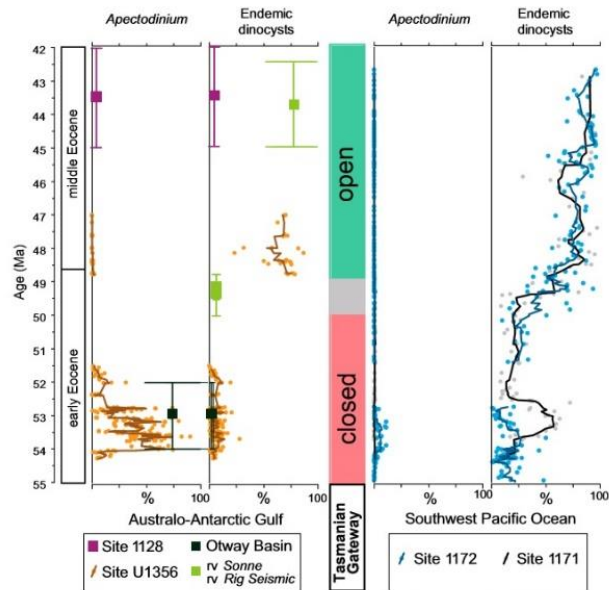 Apectodinium
Endemic
dinocysts
Apectodinium
Endemic
dinocysts
Age (Ma)
42
43
44
45
46
47
48
49
50
51
52
53
54
55
middle Eocene
early Eocene
open
closed
Tasmanian
Gateway
% 100 % 100
% 100 % 100
Australo-Antarctic Gulf
Southwest Pacific Ocean
Site 1128
Otway Basin
Site U1356
rv Sonne
rv Rig Seismic
Site 1172
Site 1171